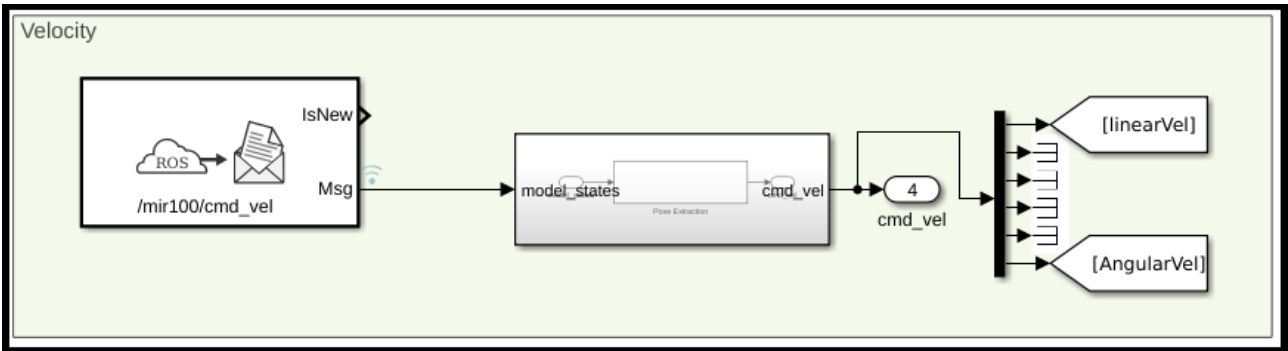 Velocity
IsNew
ROS
Msg
/mir100/cmd_vel
model_states
cmd_vel
Pose Extraction
4
cmd_vel
[linearVel]
[AngularVel]